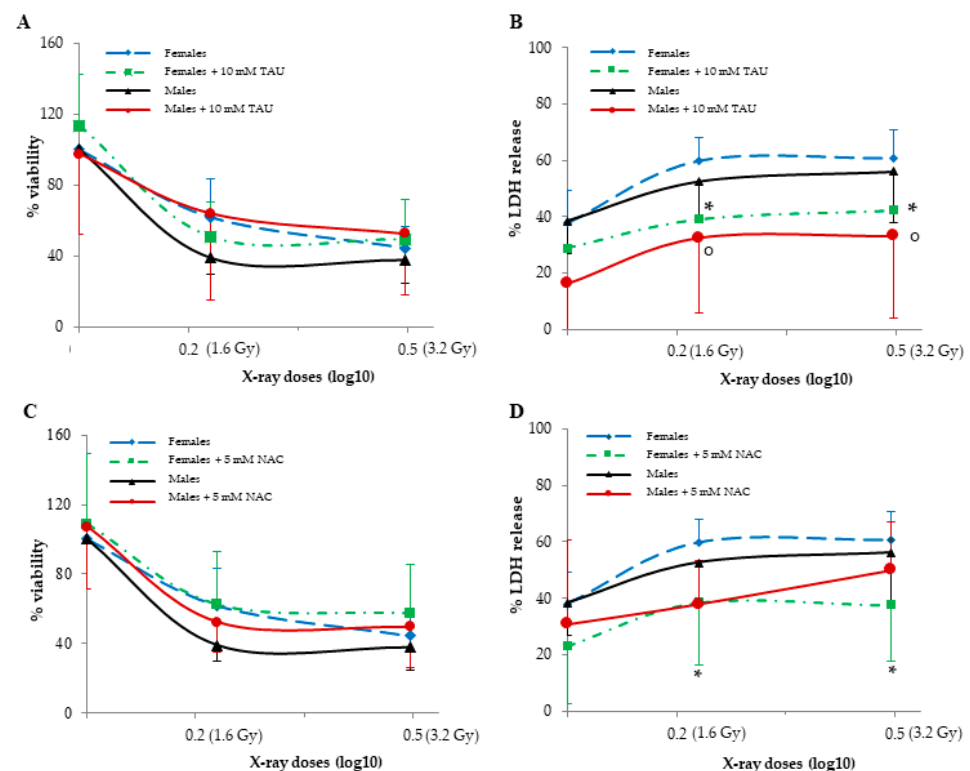 A
160
120
80
40
0
% viability
Females
Females + 10 mM TAU
Males
Males + 10 mM TAU
(
0.2 (1.6 Gy)
0.5 (3.2 Gy)
X-ray doses (log10)
B
100
80
60
40
20
0
% LDH release
Females
Females + 10 mM TAU
Males
Males + 10 mM TAU
*
*
o
o
0.2 (1.6 Gy)
0.5 (3.2 Gy)
X-ray doses (log10)
C
160
120
80
40
0
% viability
Females
Females + 5 mM NAC
Males
Males + 5 mM NAC
0.2 (1.6 Gy)
0.5 (3.2 Gy)
X-ray doses (log10)
D
100
80
60
40
20
0
% LDH release
Females
Females + 5 mM NAC
Males
Males + 5 mM NAC
*
*
0.2 (1.6 Gy)
0.5 (3.2 Gy)
X-ray doses (log10)